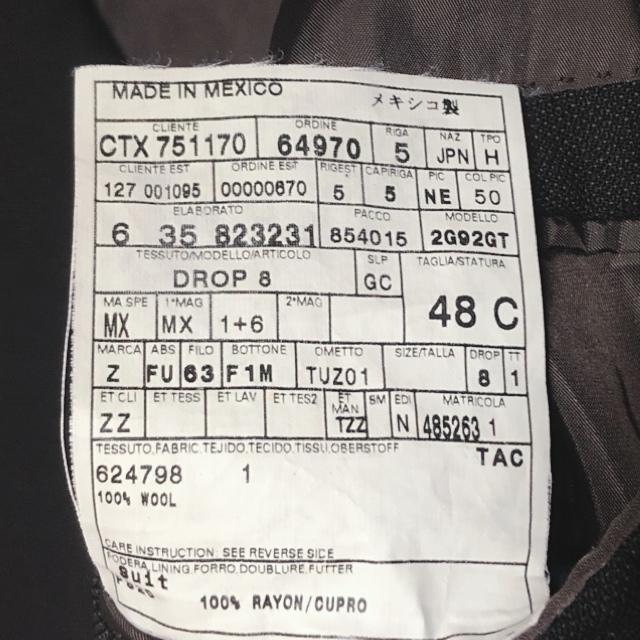 MADE IN MEXICO メキシコ製
CLIENTE ORDINE RIGA NAZ TPO
CTX 751170 64970 5 JPN H
CLIENTE EST ORDINE EST RIGEST CAPIRIGA PIC COL PIC
127 001095 00000670 5 5 NE 50
ELABORATO PACCO MODELLO
6 35 823231 854015 2G92GT
TESSUTO/MODELLO/ARTICOLO SLP TAGLIA/STATURA
DROP 8 GC 48 C
MA SPE 1°MAG 2°MAG
MX MX 1+6
MARCA ABS FILO BOTTONE OMETTO SIZE/TALLA DROP TT
Z FU 63 F1M TUZ01 8 1
ET CLI ET TESS ET LAV ET TES2 ET MAN SM EDI MATRICOLA
ZZ TZZ N 485263 1
TESSUTO,FABRIC,TEJIDO,TECIDO,TISSU,OBERSTOFF
TAC
624798 1
100% WOOL
CARE INSTRUCTION: SEE REVERSE SIDE
FODERA,LINING,FORRO,DOUBLURE,FUTTER
Suit
100% RAYON/CUPRO